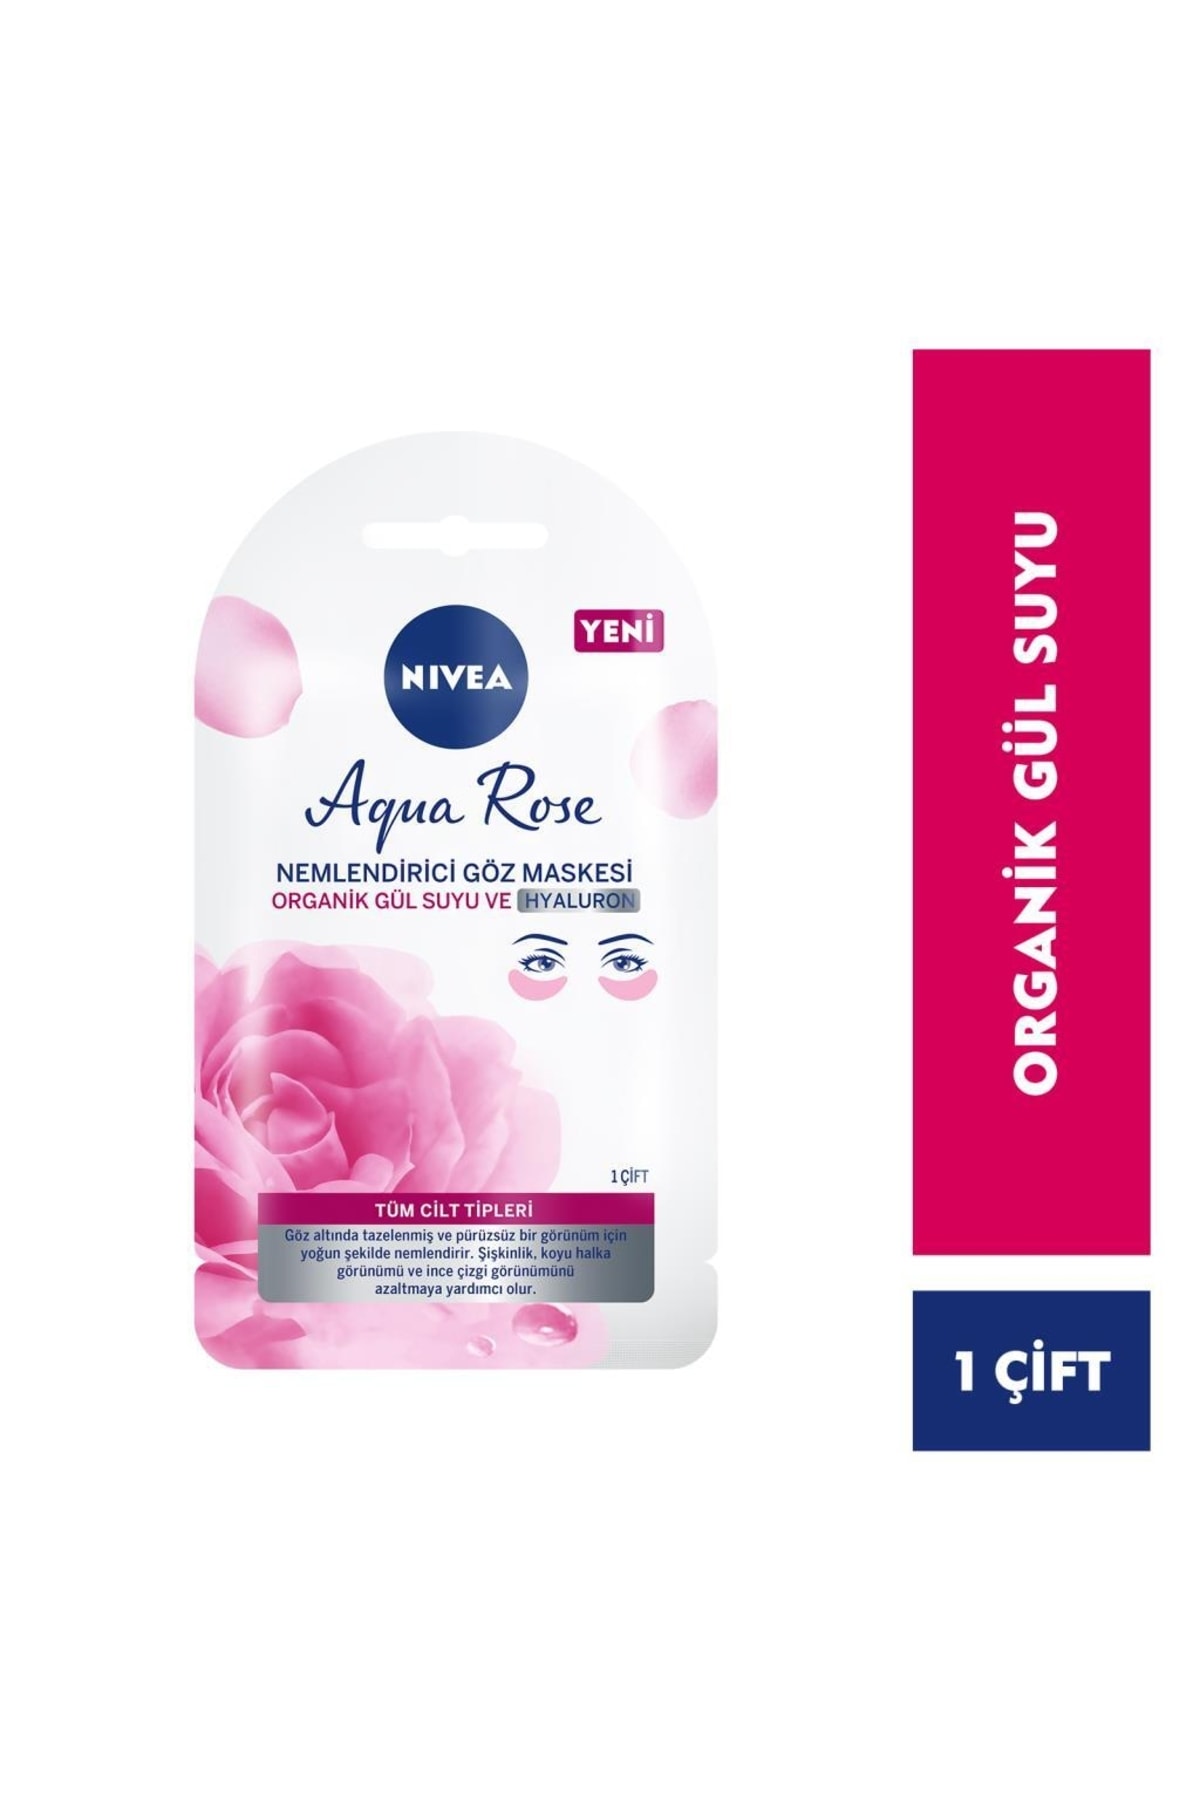 YENİ
NIVEA
Aqua Rose
NEMLENDİRİCİ GÖZ MASKESİ
ORGANİK GÜL SUYU VE HYALURON
1 ÇİFT
TÜM CİLT TİPLERİ
Göz altında tazelenmiş ve pürüzsüz bir görünüm için
yoğun şekilde nemlendirir. Şişkinlik, koyu halka
görünümü ve ince çizgi görünümünü
azaltmaya yardımcı olur.
ORGANİK GÜL SUYU
1 ÇİFT